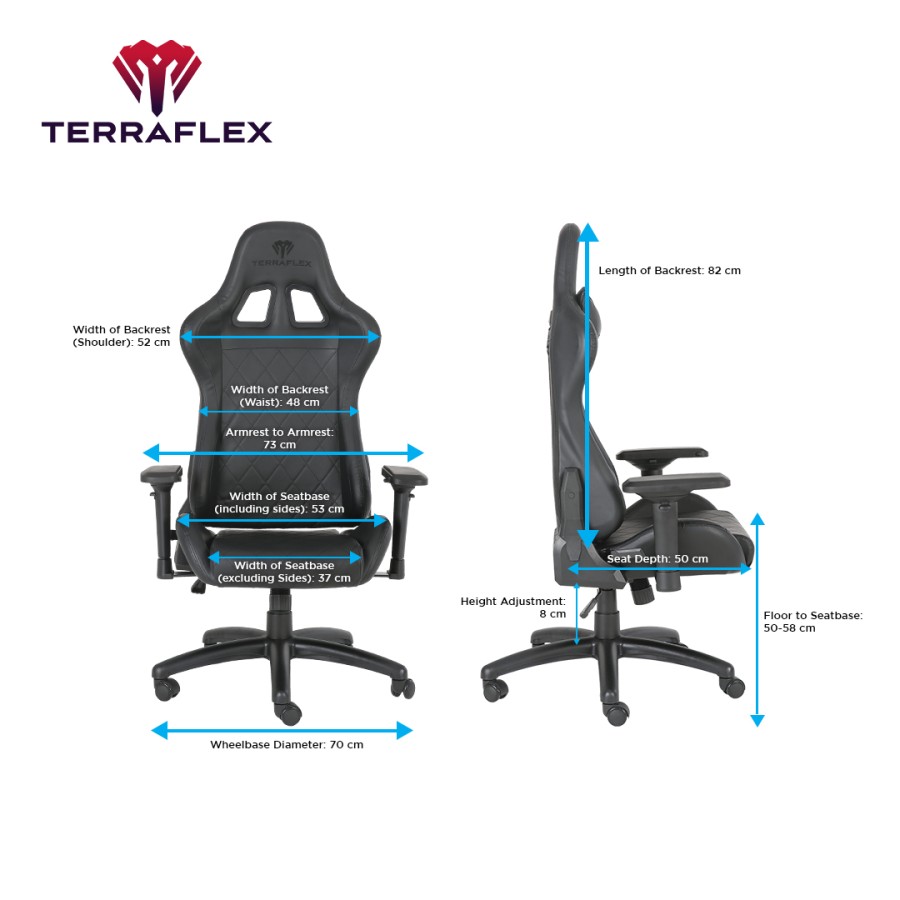 TERRAFLEX
TERRAFLEX
Length of Backrest: 82 cm
Width of Backrest
(Shoulder): 52 cm
Width of Backrest
(Waist): 48 cm
Armrest to Armrest:
73 cm
Width of Seatbase
(including sides): 53 cm
Width of Seatbase
(excluding Sides): 37 cm
Seat Depth: 50 cm
Height Adjustment:
8 cm
Floor to Seatbase:
50-58 cm
Wheelbase Diameter: 70 cm